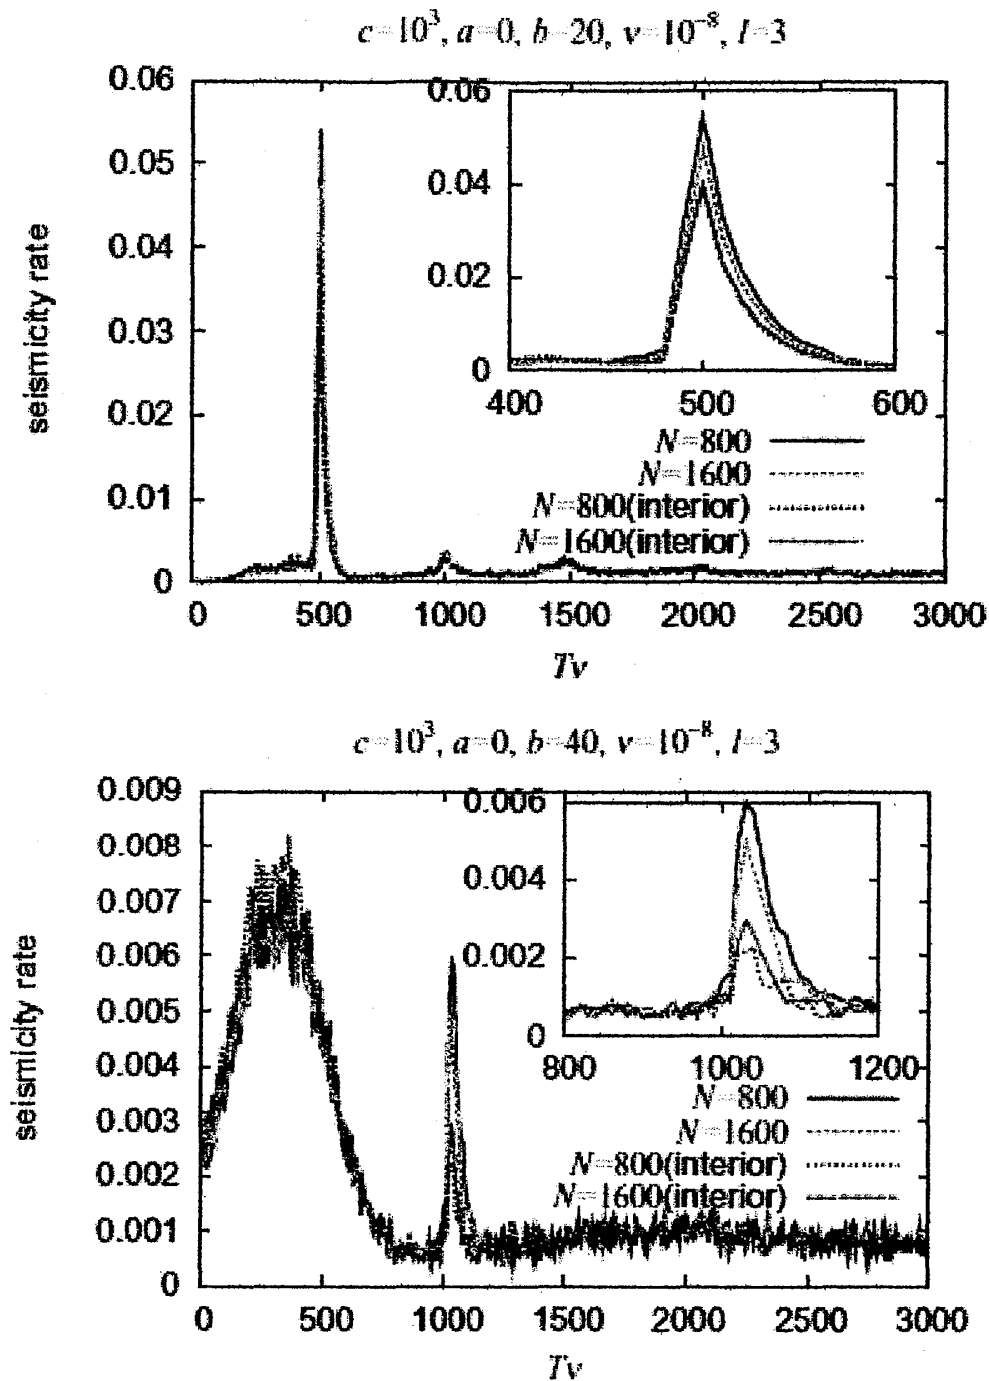 c=10³, a=0, b=20, v=10⁻⁸, l=3
0.06
0.05
0.04
0.03
0.02
0.01
0
seismicity rate
0.06
0.04
0.02
0
400 500 600
N=800
N=1600
N=800(interior)
N=1600(interior)
0 500 1000 1500 2000 2500 3000
Tv
c=10³, a=0, b=40, v=10⁻⁸, l=3
0.009
0.008
0.007
0.006
0.005
0.004
0.003
0.002
0.001
0
seismicity rate
0.006
0.004
0.002
0
800 1000 1200
N=800
N=1600
N=800(interior)
N=1600(interior)
0 500 1000 1500 2000 2500 3000
Tv